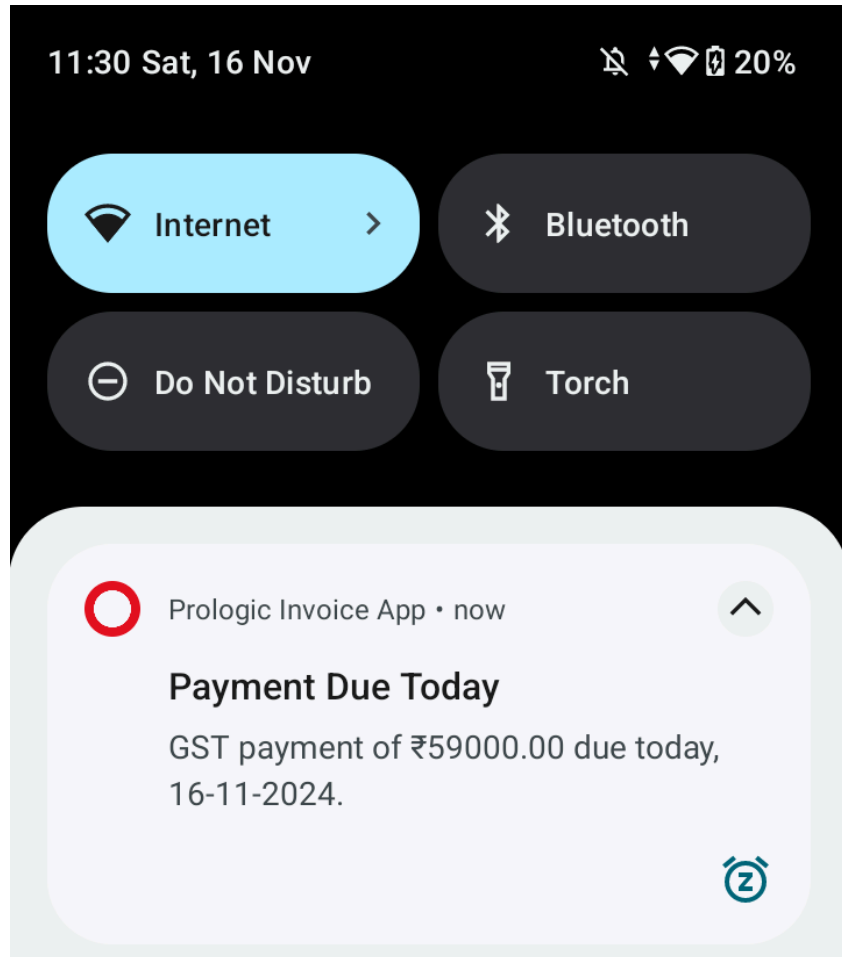 11:30 Sat, 16 Nov 20%
Internet Bluetooth
Do Not Disturb Torch
Prologic Invoice App • now
Payment Due Today
GST payment of ₹59000.00 due today,
16-11-2024.